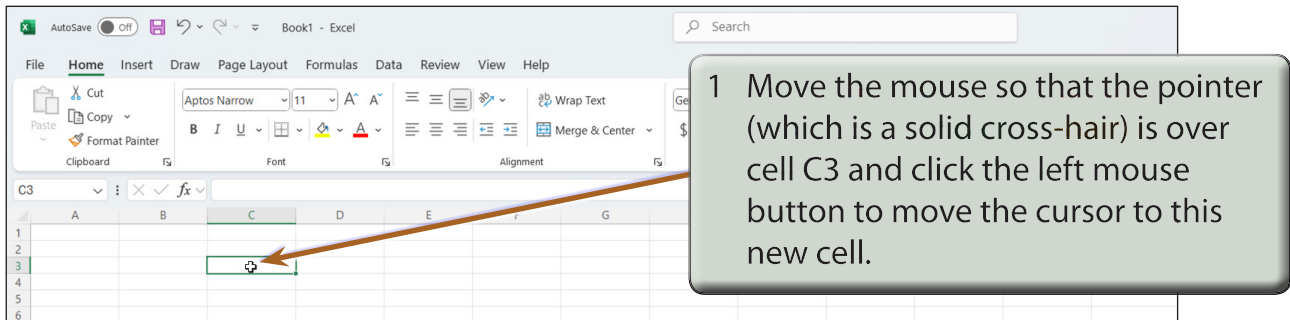 AutoSave Off Book1 - Excel Search
File Home Insert Draw Page Layout Formulas Data Review View Help
Cut
Copy
Paste
Format Painter
Aptos Narrow 11 A^ A˅
B I U A
ab Wrap Text
Merge & Center
Ge
$
Clipboard Font Alignment
C3 fx
A B C D E F G
1
2
3
4
5
6
1 Move the mouse so that the pointer
(which is a solid cross-hair) is over
cell C3 and click the left mouse
button to move the cursor to this
new cell.